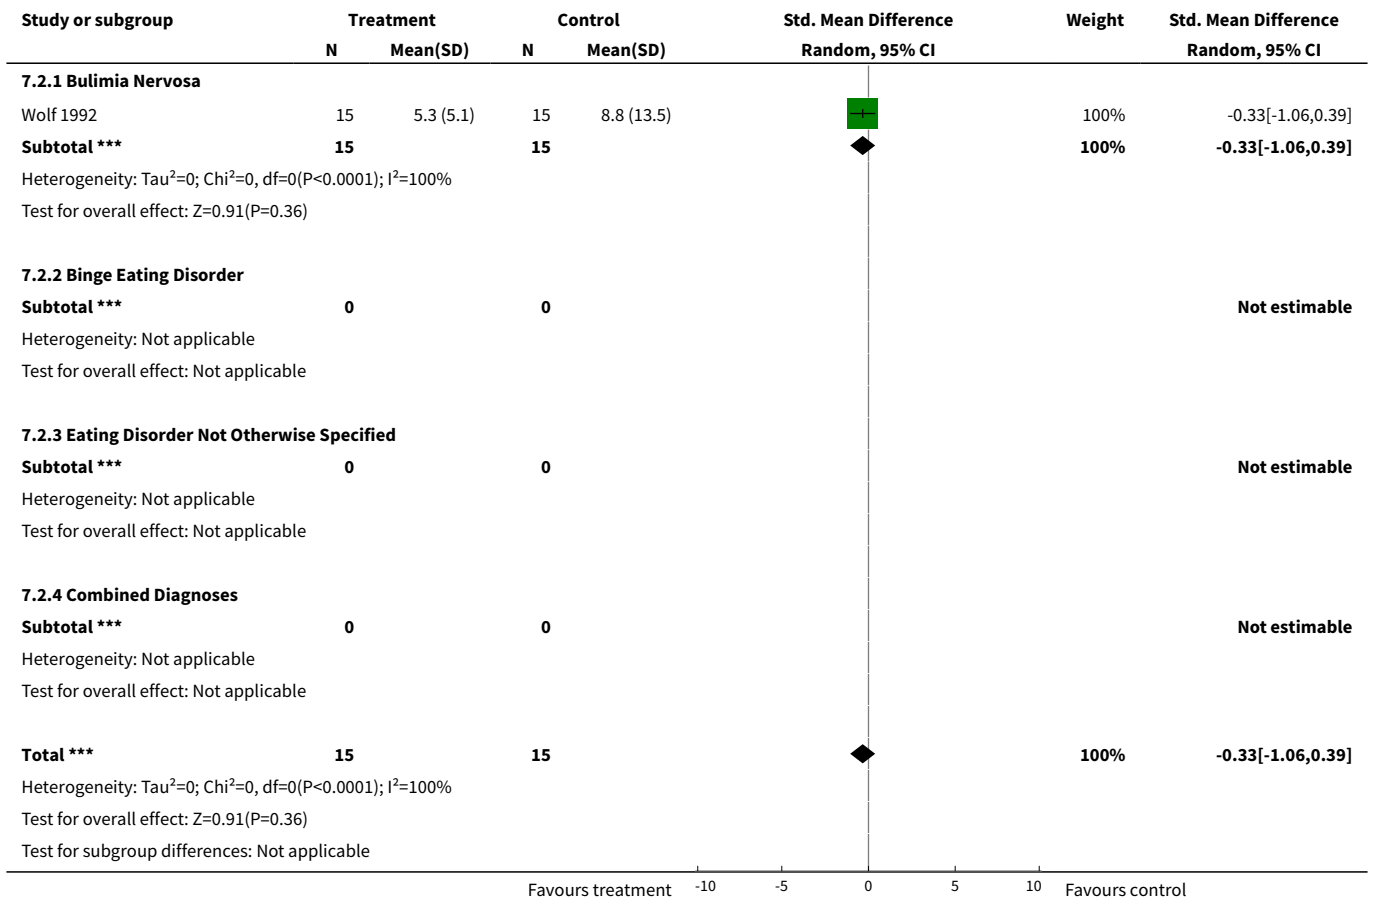 Study or subgroup Treatment Control Std. Mean Difference Weight Std. Mean Difference
N Mean(SD) N Mean(SD) Random, 95% CI Random, 95% CI
7.2.1 Bulimia Nervosa
Wolf 1992 15 5.3 (5.1) 15 8.8 (13.5) 100% -0.33[-1.06,0.39]
Subtotal *** 15 15 100% -0.33[-1.06,0.39]
Heterogeneity: Tau²=0; Chi²=0, df=0(P<0.0001); I²=100%
Test for overall effect: Z=0.91(P=0.36)
7.2.2 Binge Eating Disorder
Subtotal *** 0 0 Not estimable
Heterogeneity: Not applicable
Test for overall effect: Not applicable
7.2.3 Eating Disorder Not Otherwise Specified
Subtotal *** 0 0 Not estimable
Heterogeneity: Not applicable
Test for overall effect: Not applicable
7.2.4 Combined Diagnoses
Subtotal *** 0 0 Not estimable
Heterogeneity: Not applicable
Test for overall effect: Not applicable
Total *** 15 15 100% -0.33[-1.06,0.39]
Heterogeneity: Tau²=0; Chi²=0, df=0(P<0.0001); I²=100%
Test for overall effect: Z=0.91(P=0.36)
Test for subgroup differences: Not applicable
Favours treatment -10 -5 0 5 10 Favours control